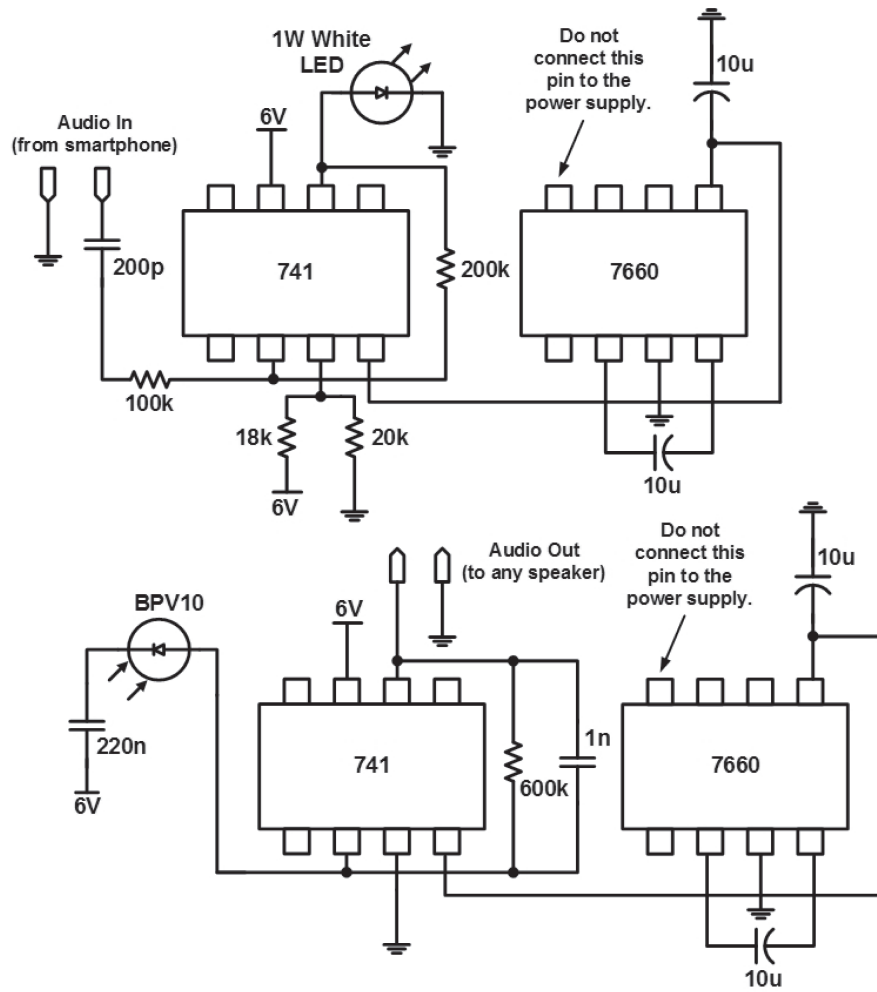 1W White
LED
Do not
connect this
pin to the
power supply.
10u
Audio In
(from smartphone)
6V
200p
741
200k
7660
100k
18k
20k
6V
10u
Audio Out
(to any speaker)
Do not
connect this
pin to the
power supply.
10u
BPV10
6V
220n
6V
741
1n
600k
7660
10u